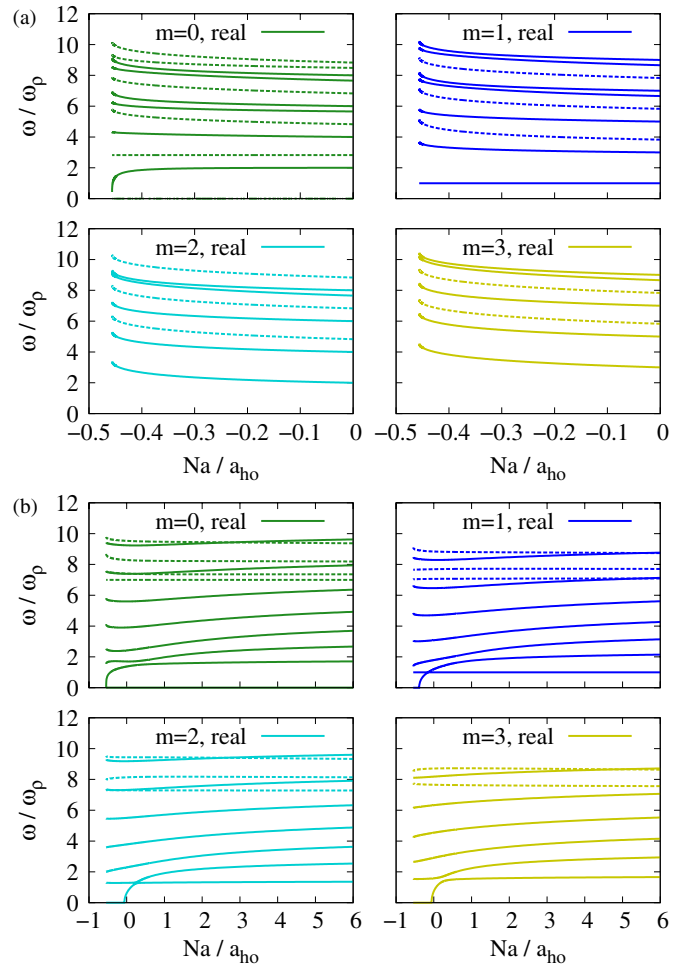 (a)
m=0, real
m=1, real
12
10
8
6
4
2
0
ω / ωρ
m=2, real
m=3, real
12
10
8
6
4
2
0
ω / ωρ
−0.5 −0.4 −0.3 −0.2 −0.1 0
−0.5 −0.4 −0.3 −0.2 −0.1 0
Na / aho
Na / aho
(b)
m=0, real
m=1, real
12
10
8
6
4
2
0
ω / ωρ
m=2, real
m=3, real
12
10
8
6
4
2
0
ω / ωρ
−1 0 1 2 3 4 5 6
−1 0 1 2 3 4 5 6
Na / aho
Na / aho